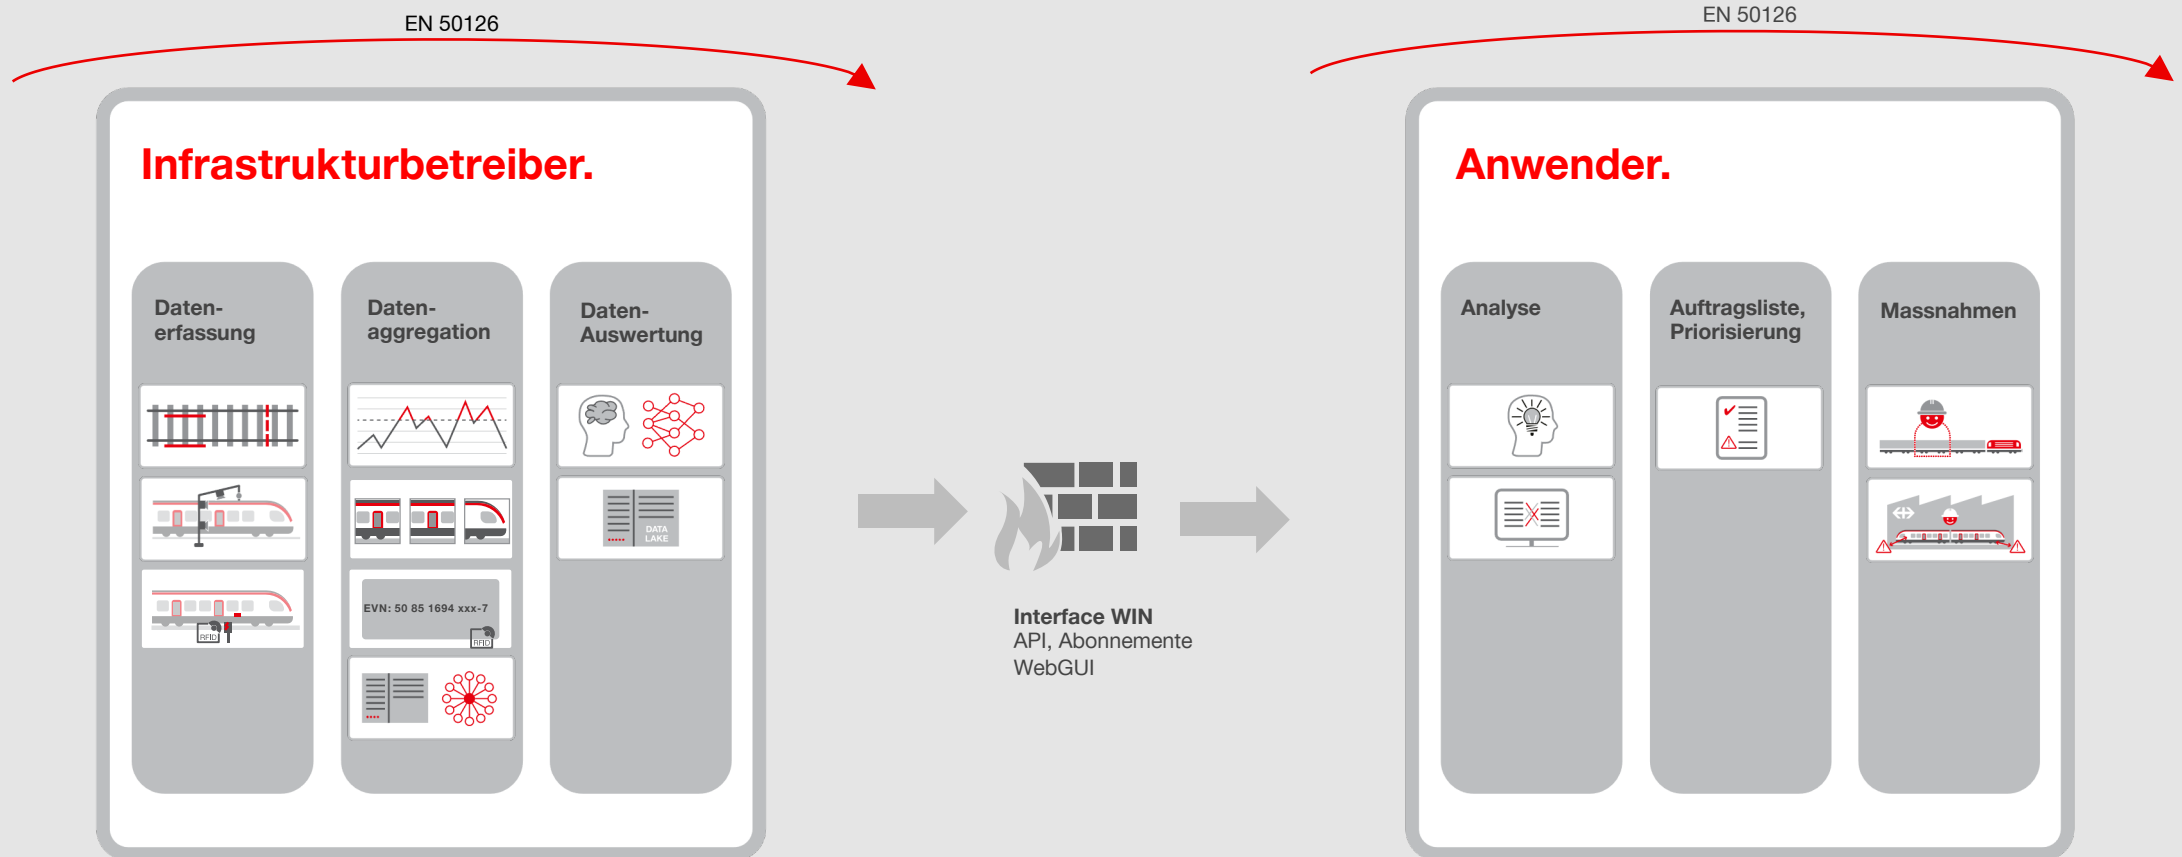 EN 50126
EN 50126
Infrastrukturbetreiber.
Daten-
erfassung
RFID
Daten-
aggregation
EVN: 50 85 1694 xxx-7
RFID
Daten-
Auswertung
DATA
LAKE
Interface WIN
API, Abonnemente
WebGUI
Anwender.
Analyse
Auftragsliste,
Priorisierung
Massnahmen